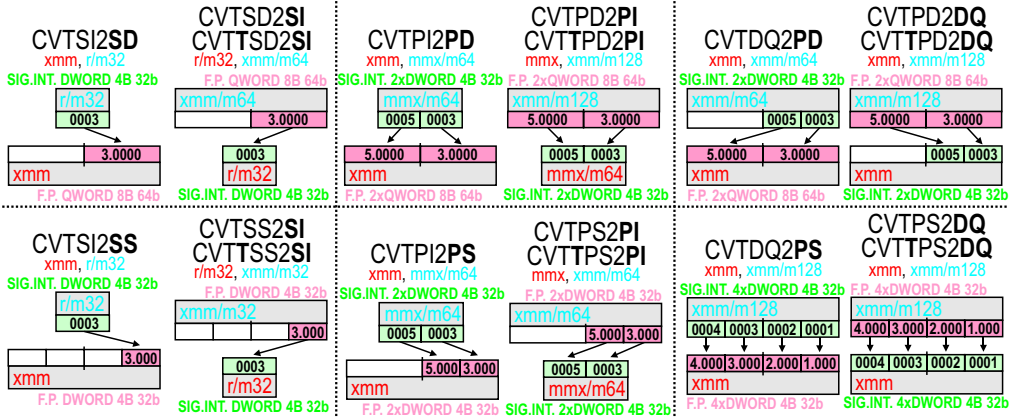 CVTSI2SD
xmm, r/m32
SIG.INT. DWORD 4B 32b
r/m32
0003
3.0000
xmm
F.P. QWORD 8B 64b
CVTSD2SI
CVTTSD2SI
r/m32, xmm/m64
F.P. QWORD 8B 64b
xmm/m64
3.0000
0003
r/m32
SIG.INT. DWORD 4B 32b
CVTPI2PD
xmm, mmx/m64
SIG.INT. 2xDWORD 4B 32b
mmx/m64
0005 0003
5.0000 3.0000
xmm
F.P. 2xQWORD 8B 64b
CVTPD2PI
CVTTPD2PI
mmx, xmm/m128
F.P. 2xQWORD 8B 64b
xmm/m128
5.0000 3.0000
0005 0003
mmx/m64
SIG.INT. 2xDWORD 4B 32b
CVTDQ2PD
xmm, xmm/m64
SIG.INT. 2xDWORD 4B 32b
xmm/m64
0005 0003
5.0000 3.0000
xmm
F.P. 2xQWORD 8B 64b
CVTPD2DQ
CVTTPD2DQ
xmm, xmm/m128
F.P. 2xQWORD 8B 64b
xmm/m128
5.0000 3.0000
0005 0003
xmm
SIG.INT. 2xDWORD 4B 32b
CVTSI2SS
xmm, r/m32
SIG.INT. DWORD 4B 32b
r/m32
0003
3.000
xmm
F.P. DWORD 4B 32b
CVTSS2SI
CVTTSS2SI
r/m32, xmm/m32
F.P. DWORD 4B 32b
xmm/m32
3.000
0003
r/m32
SIG.INT. DWORD 4B 32b
CVTPI2PS
xmm, mmx/m64
SIG.INT. 2xDWORD 4B 32b
mmx/m64
0005 0003
5.000 3.000
xmm
F.P. 2xDWORD 4B 32b
CVTPS2PI
CVTTPS2PI
mmx, xmm/m64
F.P. 2xDWORD 4B 32b
xmm/m64
5.000 3.000
0005 0003
mmx/m64
SIG.INT. 2xDWORD 4B 32b
CVTDQ2PS
xmm, xmm/m128
SIG.INT. 4xDWORD 4B 32b
xmm/m128
0004 0003 0002 0001
4.000 3.000 2.000 1.000
xmm
F.P. 4xDWORD 4B 32b
CVTPS2DQ
CVTTPS2DQ
xmm, xmm/m128
F.P. 4xDWORD 4B 32b
xmm/m128
4.000 3.000 2.000 1.000
0004 0003 0002 0001
xmm
SIG.INT. 4xDWORD 4B 32b